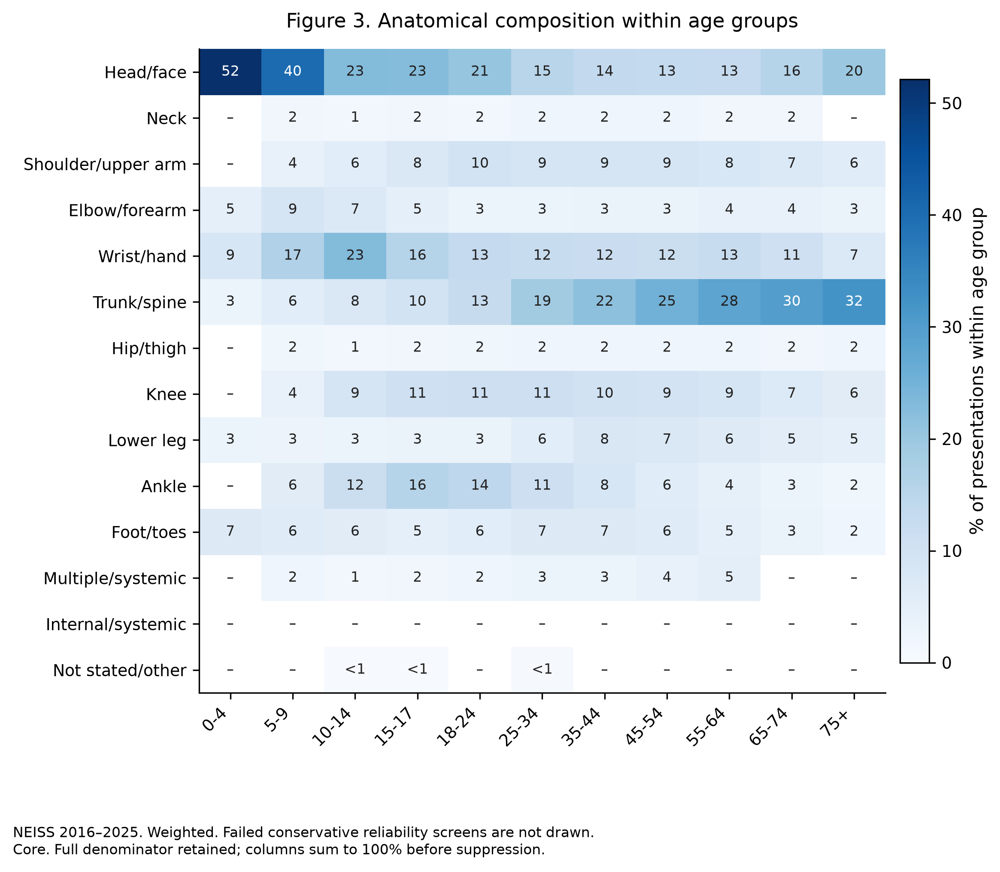 Figure 3. Anatomical composition within age groups
Head/face 52 40 23 23 21 15 14 13 13 16 20
Neck – 2 1 2 2 2 2 2 2 2 –
Shoulder/upper arm – 4 6 8 10 9 9 9 8 7 6
Elbow/forearm 5 9 7 5 3 3 3 3 4 4 3
Wrist/hand 9 17 23 16 13 12 12 12 13 11 7
Trunk/spine 3 6 8 10 13 19 22 25 28 30 32
Hip/thigh – 2 1 2 2 2 2 2 2 2 2
Knee – 4 9 11 11 11 10 9 9 7 6
Lower leg 3 3 3 3 3 6 8 7 6 5 5
Ankle – 6 12 16 14 11 8 6 4 3 2
Foot/toes 7 6 6 5 6 7 7 6 5 3 2
Multiple/systemic – 2 1 2 2 3 3 4 5 – –
Internal/systemic – – – – – – – – – – –
Not stated/other – – <1 <1 – <1 – – – – –
0-4 5-9 10-14 15-17 18-24 25-34 35-44 45-54 55-64 65-74 75+
50
40
30
20
10
0
% of presentations within age group
NEISS 2016–2025. Weighted. Failed conservative reliability screens are not drawn.
Core. Full denominator retained; columns sum to 100% before suppression.